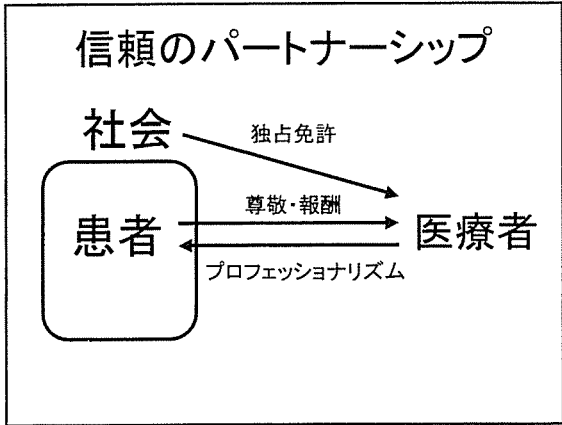 信頼のパートナーシップ
社会
独占免許
患者
尊敬・報酬
医療者
プロフェッショナリズム